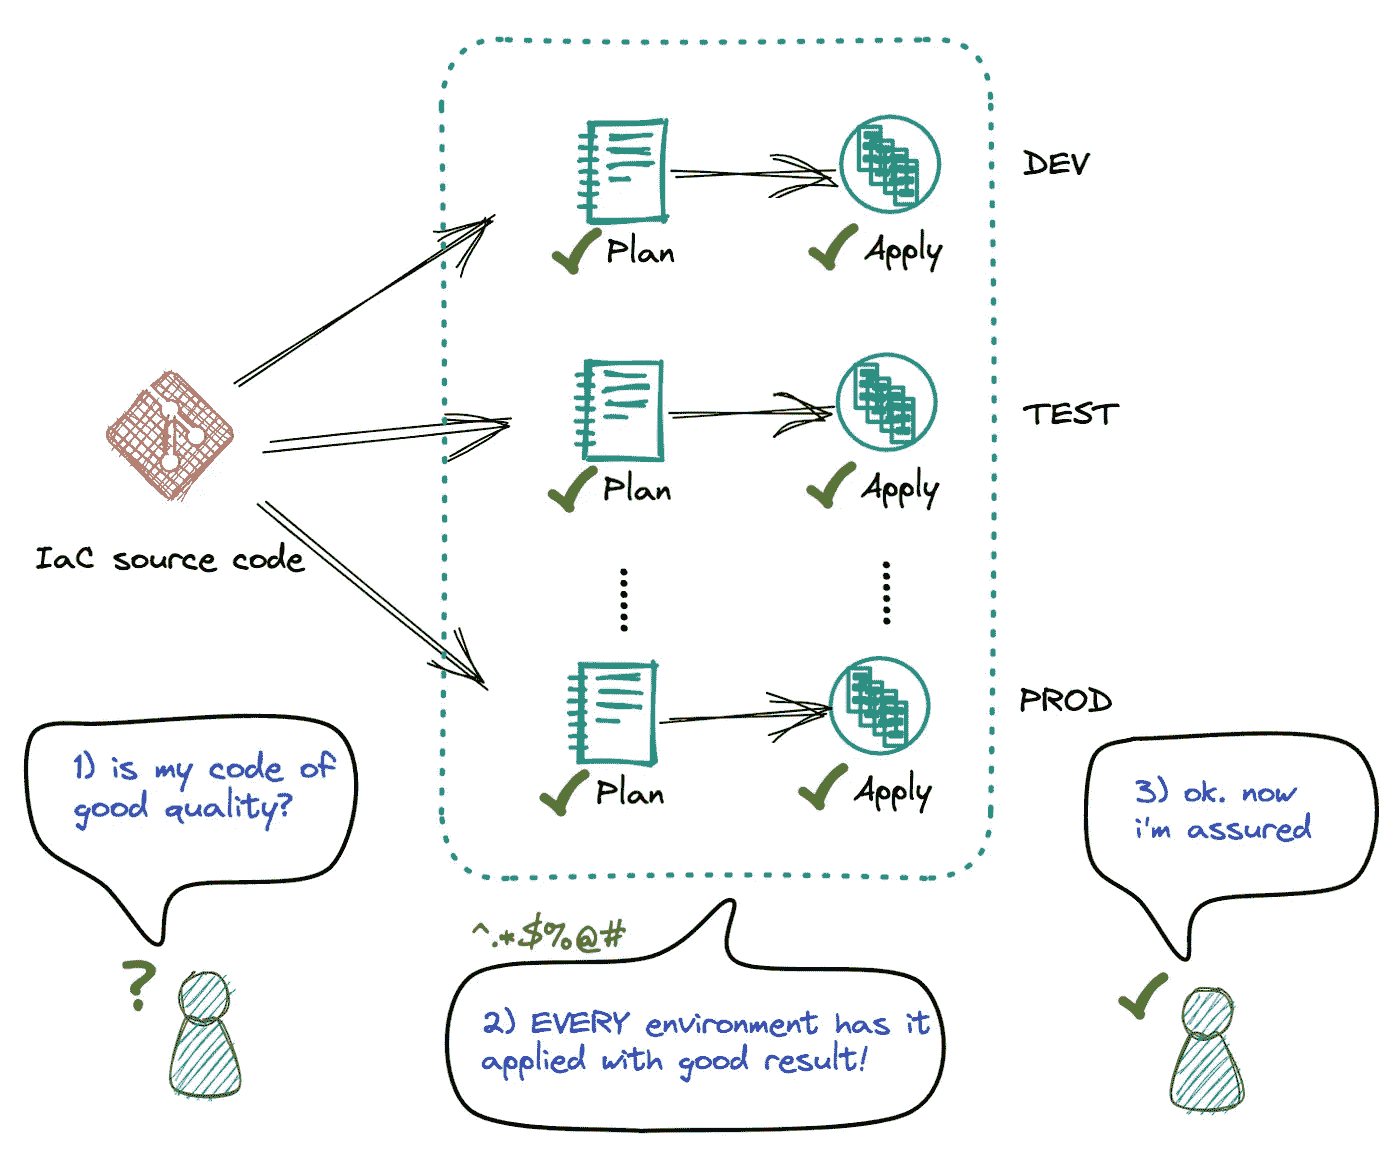 DEV
Plan
Apply
TEST
Plan
Apply
IaC source code
PROD
Plan
Apply
1) is my code of
good quality?
3) ok. now
i'm assured
^.*$%@#
?
2) EVERY environment has it
applied with good result!